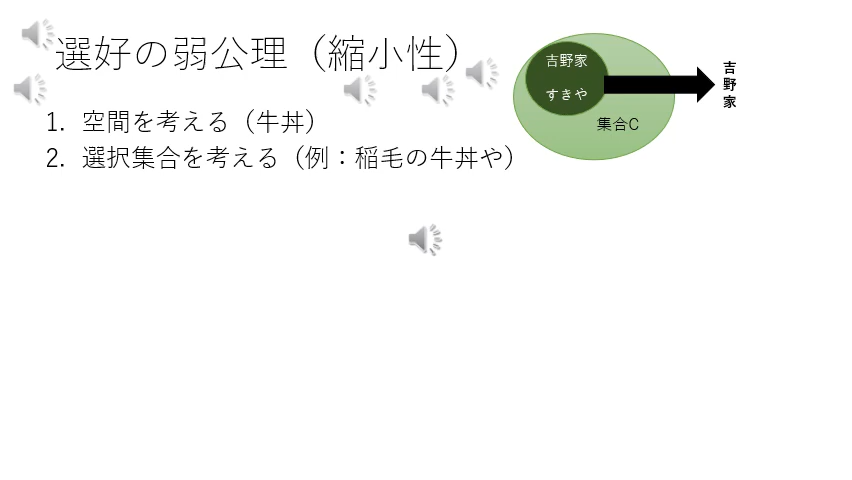 選好の弱公理（縮小性）
1. 空間を考える（牛丼）
2. 選択集合を考える（例：稲毛の牛丼や）
吉野家
すきや
集合C
吉野家